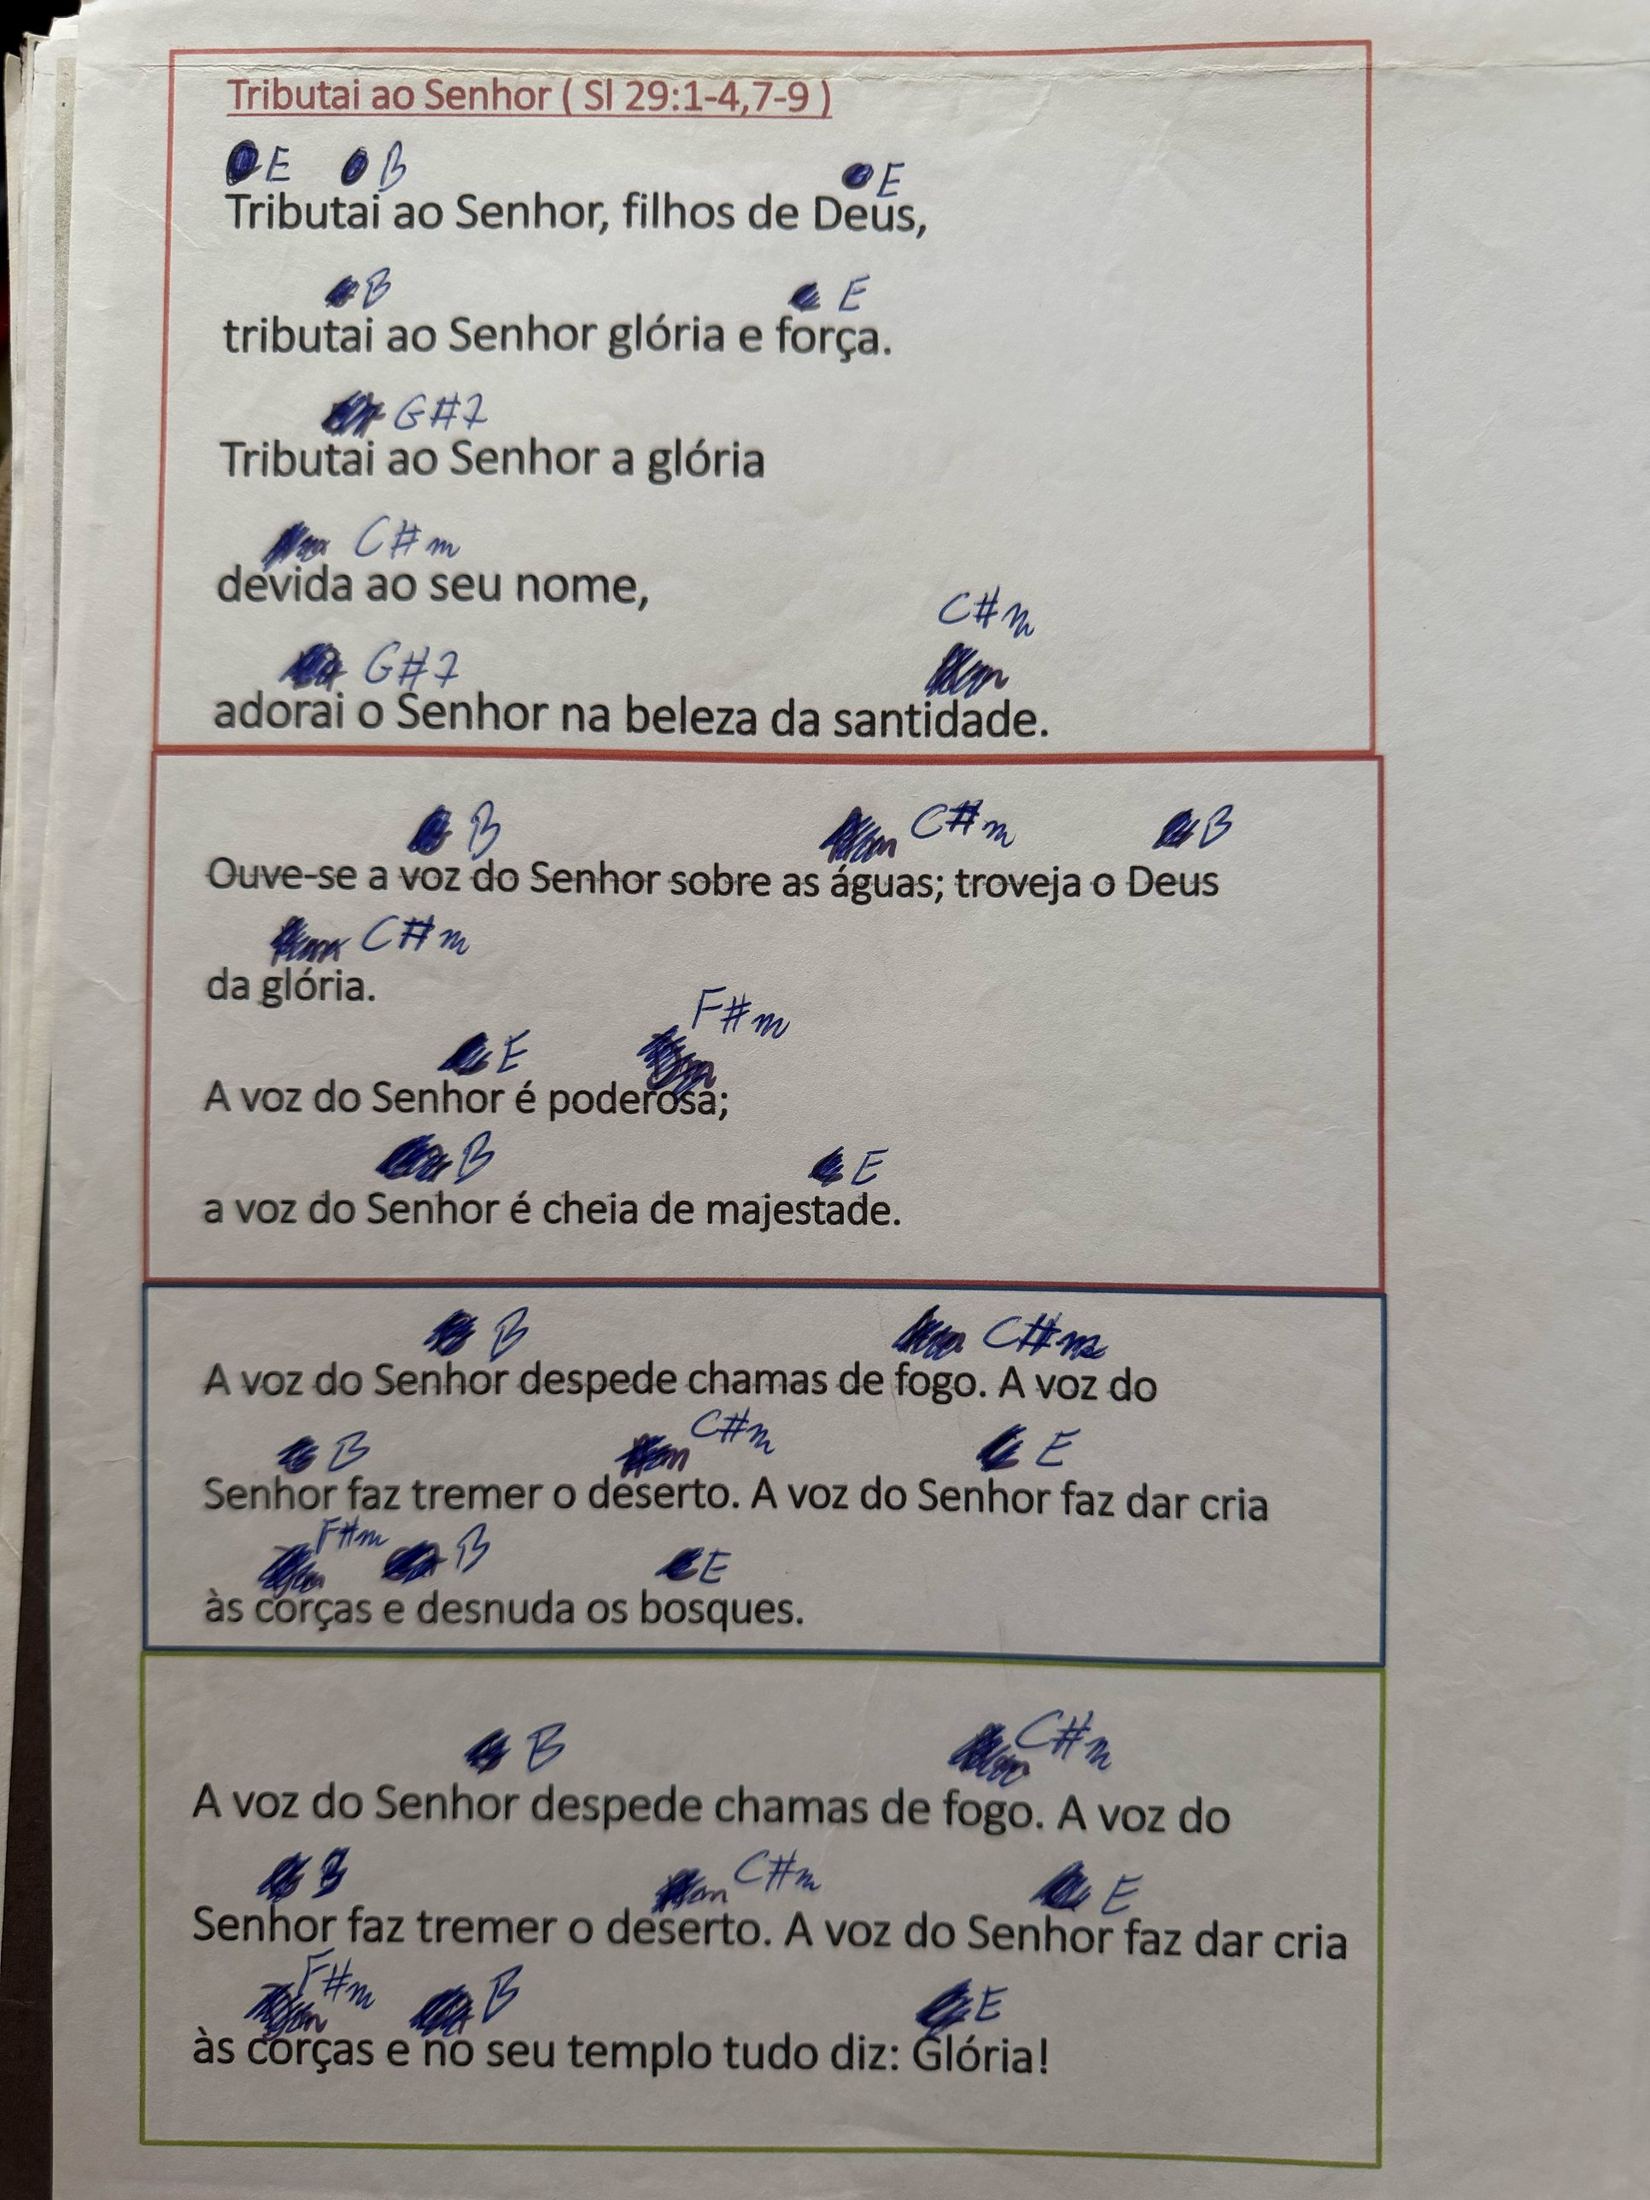 Tributai ao Senhor ( Sl 29:1-4,7-9 )
E B E
Tributai ao Senhor, filhos de Deus,
B E
tributai ao Senhor glória e força.
G#7
Tributai ao Senhor a glória
C#m
devida ao seu nome,
G#7 C#m
adorai o Senhor na beleza da santidade.
B C#m B
Ouve-se a voz do Senhor sobre as águas; troveja o Deus
C#m
da glória.
E F#m
A voz do Senhor é poderosa;
B E
a voz do Senhor é cheia de majestade.
B C#m
A voz do Senhor despede chamas de fogo. A voz do
B C#m E
Senhor faz tremer o deserto. A voz do Senhor faz dar cria
F#m B E
às corças e desnuda os bosques.
B C#m
A voz do Senhor despede chamas de fogo. A voz do
B C#m E
Senhor faz tremer o deserto. A voz do Senhor faz dar cria
F#m B E
às corças e no seu templo tudo diz: Glória!